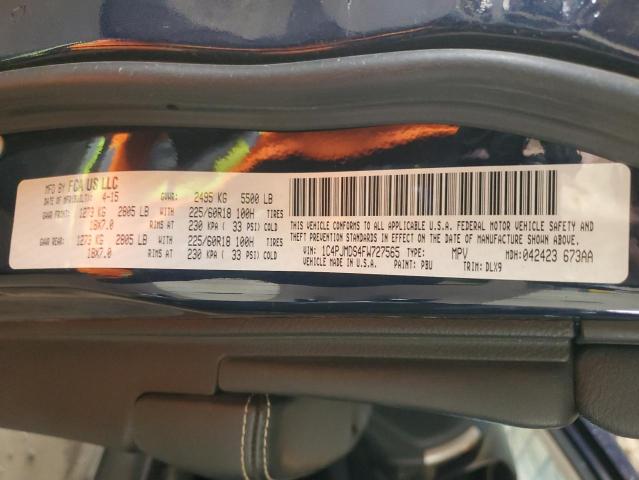 MFD BY FCA US LLC
DATE OF MFR 4-15 GVWR: 2495 KG 5500 LB
GAWR FRONT: 1273 KG 2805 LB WITH 225/60R18 100H TIRES
18X7.0 RIMS AT 230 KPA ( 33 PSI) COLD
GAWR REAR: 1273 KG 2805 LB WITH 225/60R18 100H TIRES
18X7.0 RIMS AT 230 KPA ( 33 PSI) COLD
THIS VEHICLE CONFORMS TO ALL APPLICABLE U.S.A. FEDERAL MOTOR VEHICLE SAFETY AND
THEFT PREVENTION STANDARDS IN EFFECT ON THE DATE OF MANUFACTURE SHOWN ABOVE.
VIN: 1C4PJMDS4FW727565 TYPE: MPV MDH: 042423 673AA
VEHICLE MADE IN U.S.A. PAINT: PBU TRIM: DLX9